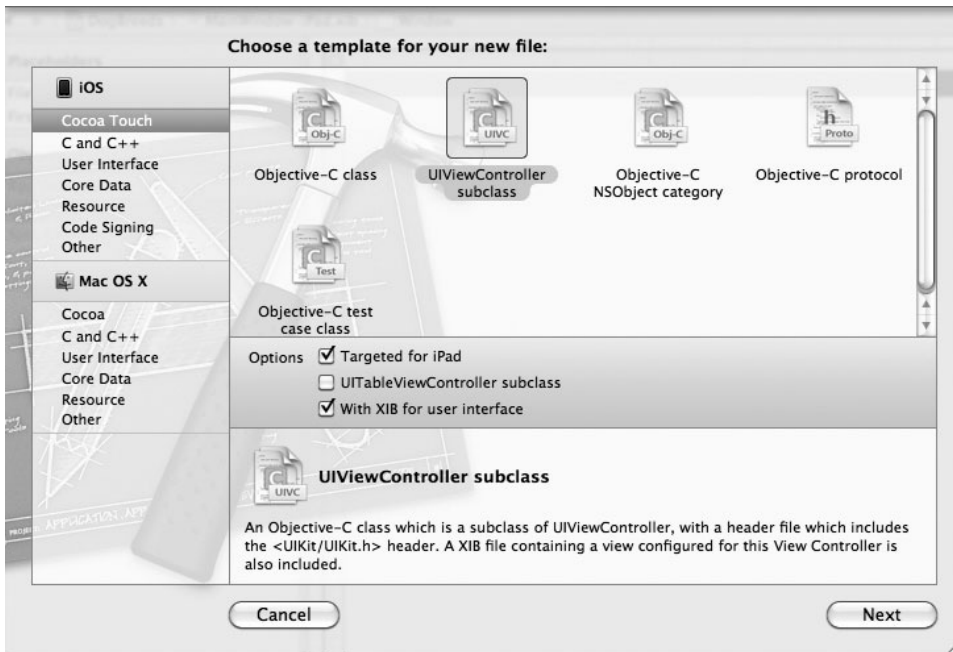 Choose a template for your new file:
iOS
Cocoa Touch
C and C++
User Interface
Core Data
Resource
Code Signing
Other
Mac OS X
Cocoa
C and C++
User Interface
Core Data
Resource
Other
C
Obj-C
C
UIVC
C
Obj-C
h
Proto
Objective-C class
UIViewController
subclass
Objective-C
NSObject category
Objective-C protocol
C
Test
Objective-C test
case class
Options
Targeted for iPad
UITableViewController subclass
With XIB for user interface
C
UIVC
UIViewController subclass
An Objective-C class which is a subclass of UIViewController, with a header file which includes
the <UIKit/UIKit.h> header. A XIB file containing a view configured for this View Controller is
also included.
Cancel
Next